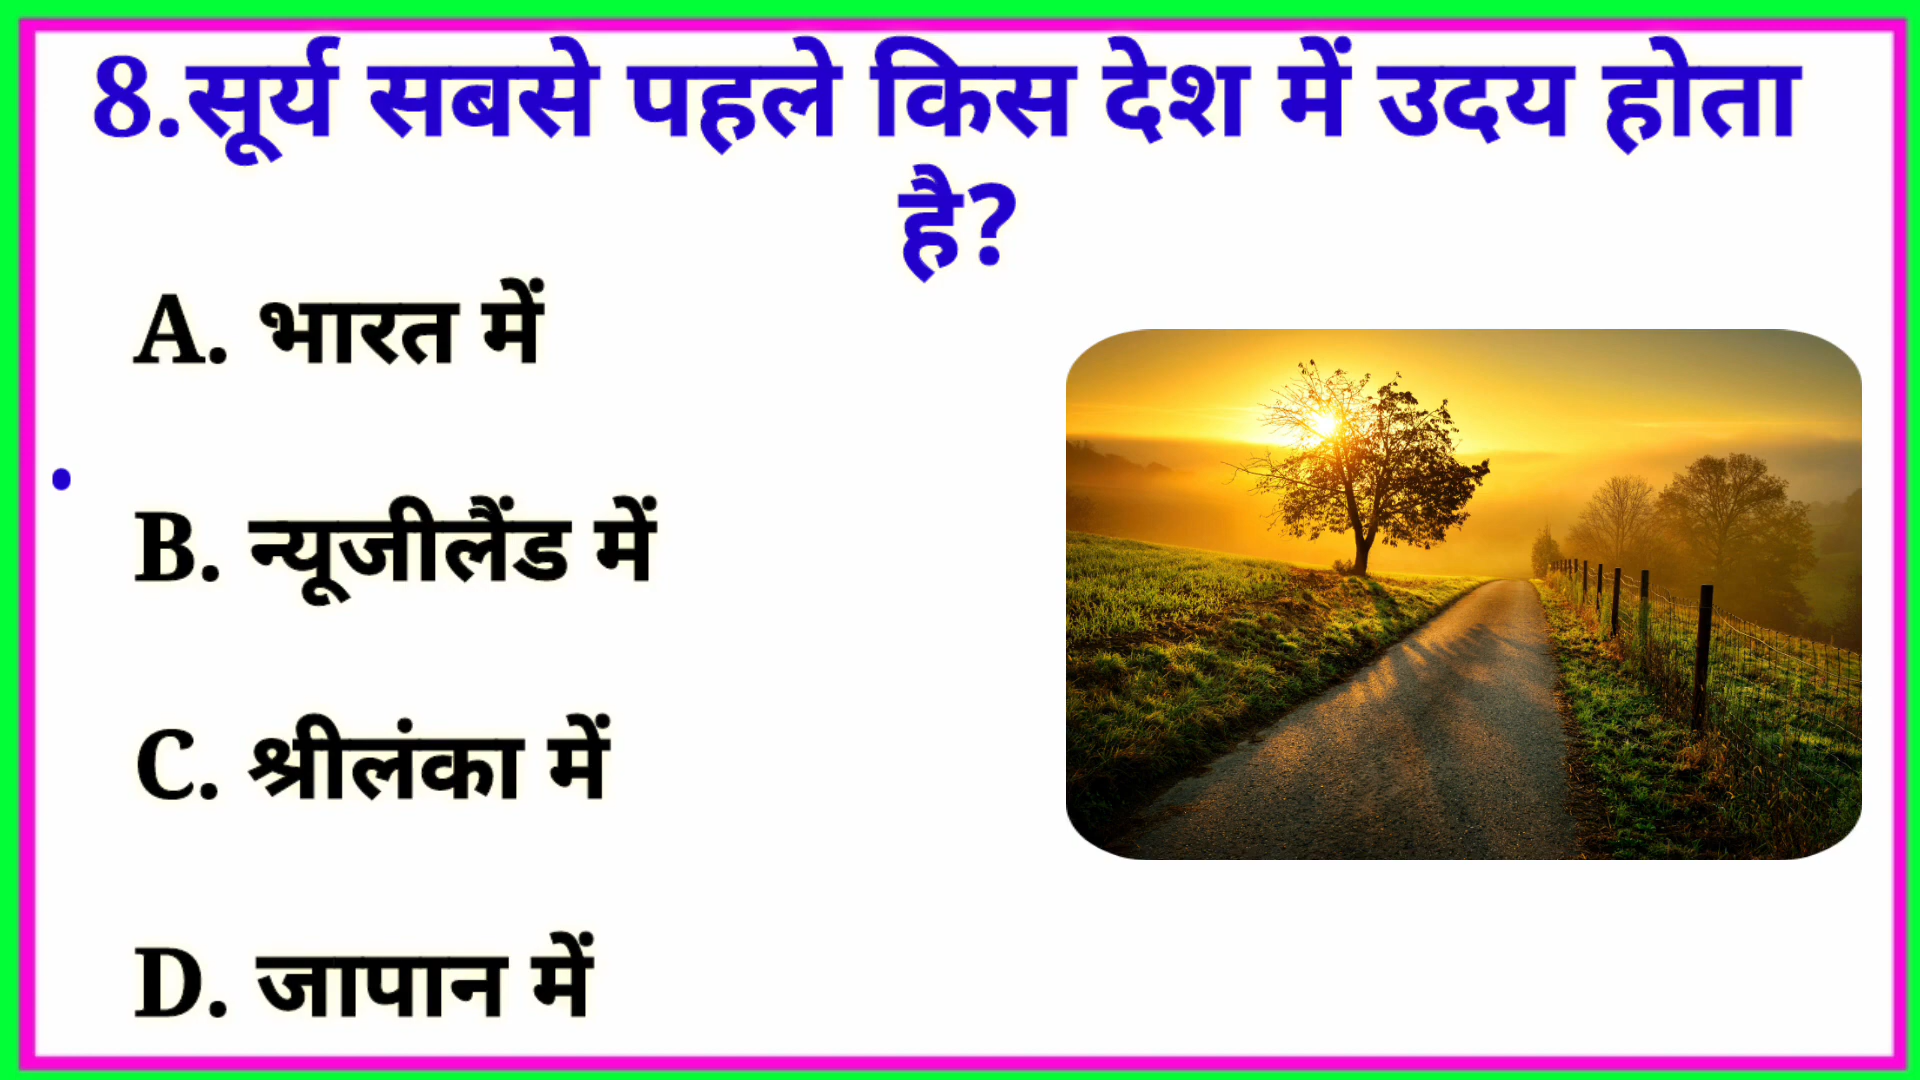 8.सूर्य सबसे पहले किस देश में उदय होता
है?
A. भारत में
B. न्यूजीलैंड में
C. श्रीलंका में
D. जापान में